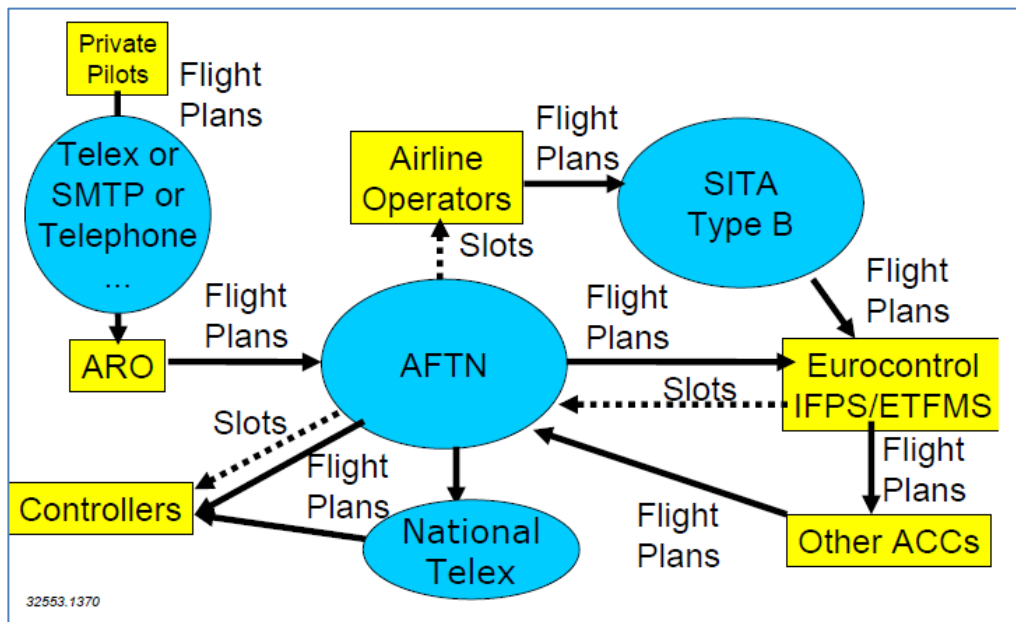 Private
Pilots
Flight
Plans
Telex or
SMTP or
Telephone
...
ARO
Flight
Plans
Airline
Operators
Flight
Plans
SITA
Type B
Slots
Flight
Plans
AFTN
Flight
Plans
Eurocontrol
IFPS/ETFMS
Slots
Slots
Flight
Plans
Controllers
National
Telex
Flight
Plans
Flight
Plans
Other ACCs
32553.1370